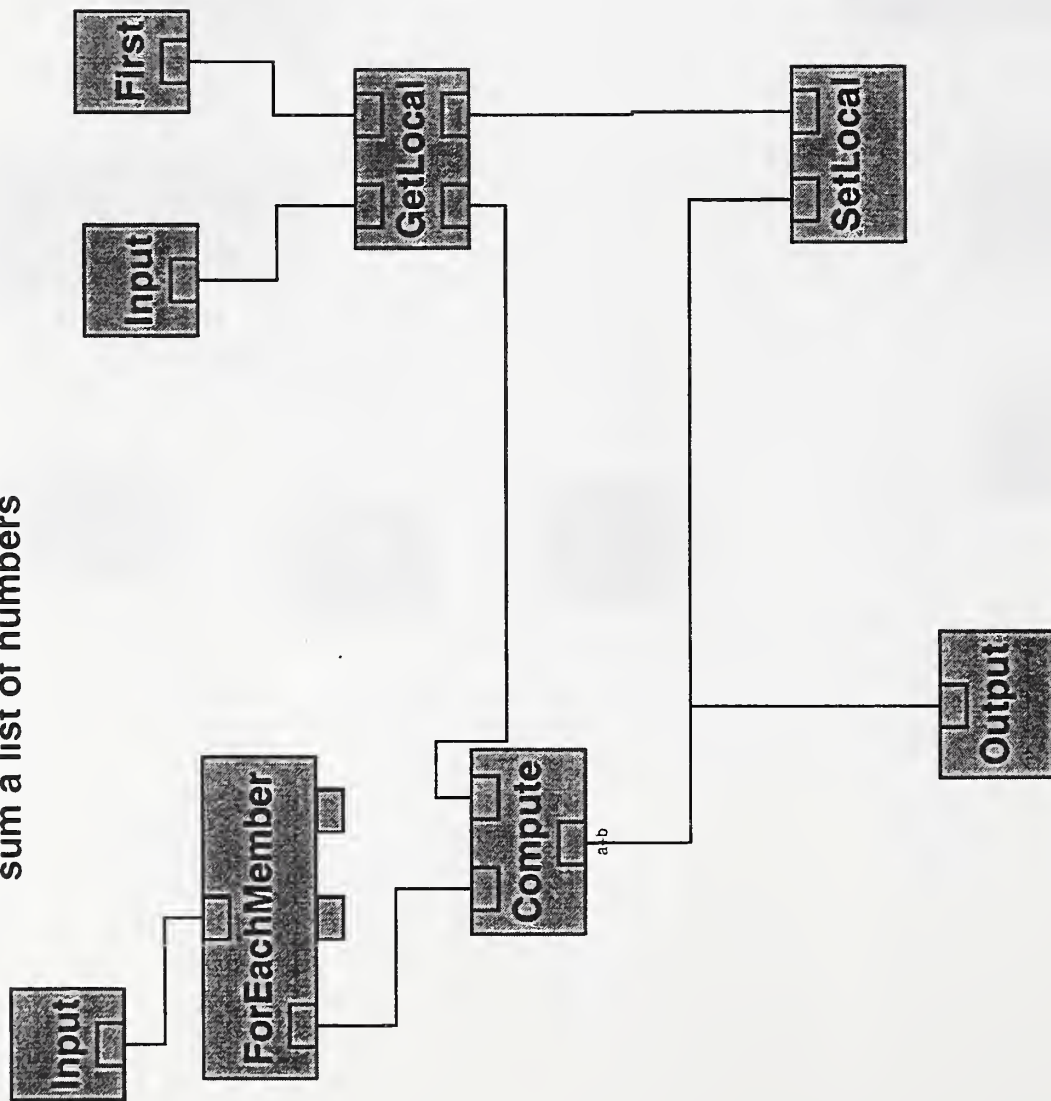 sum a list of numbers
Input
Input
First
ForEachMember
GetLocal
Compute
a+b
SetLocal
Output